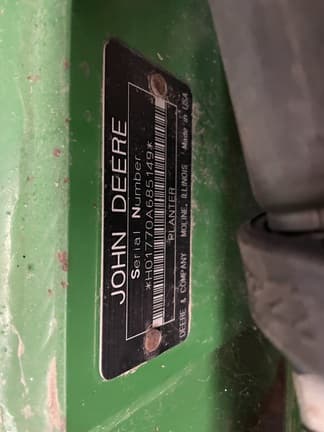 JOHN DEERE
Serial Number
*H01770A685149*
PLANTER
DEERE & COMPANY MOLINE, ILLINOIS Made in USA